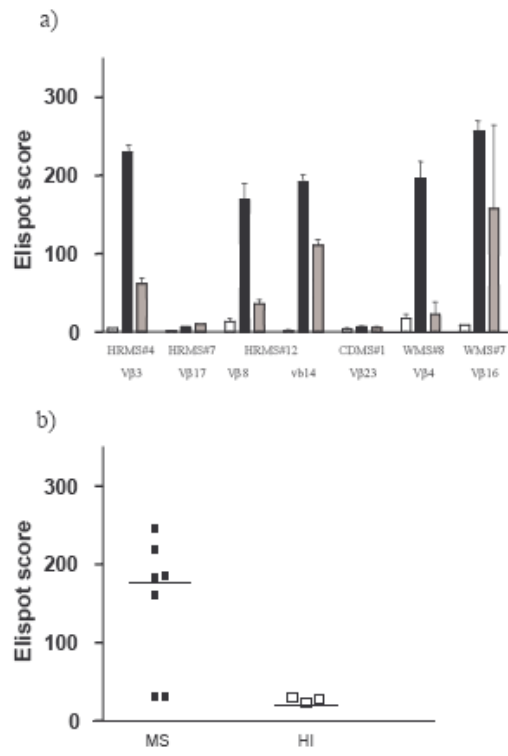 a)
Elispot score
300
200
100
0
HRMS#4 HRMS#7 HRMS#12 CDMS#1 WMS#8 WMS#7
Vβ3 Vβ17 Vβ8 vb14 Vβ23 Vβ4 Vβ16
b)
Elispot score
300
200
100
0
MS HI